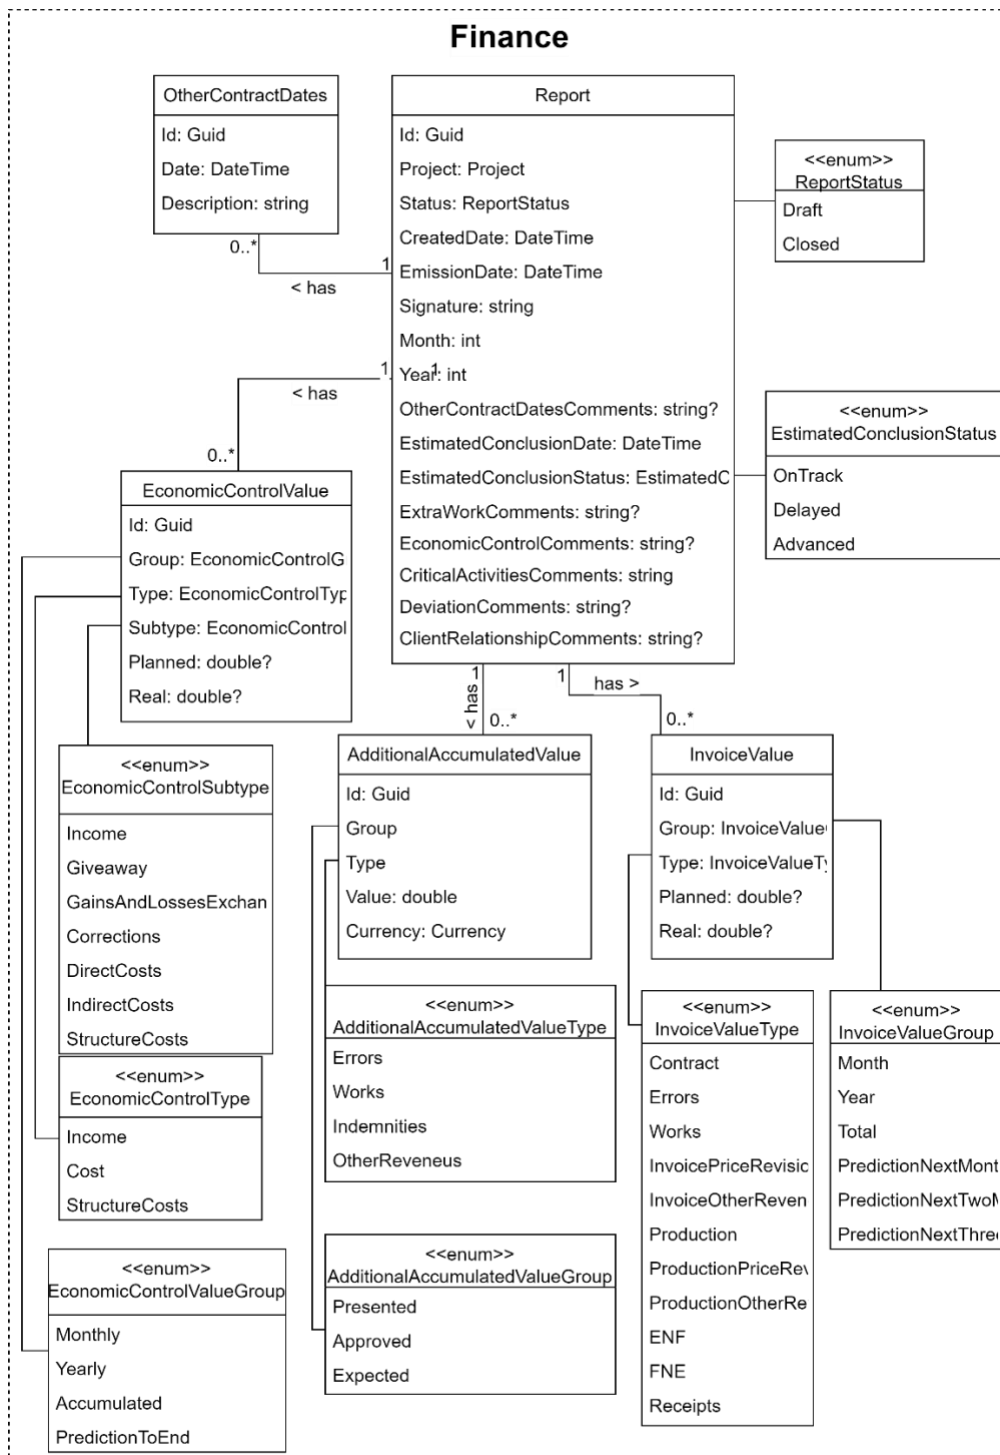 Finance
OtherContractDates
Id: Guid
Date: DateTime
Description: string
0..*
1
< has
Report
Id: Guid
Project: Project
Status: ReportStatus
CreatedDate: DateTime
EmissionDate: DateTime
Signature: string
Month: int
Year: int
OtherContractDatesComments: string?
EstimatedConclusionDate: DateTime
EstimatedConclusionStatus: EstimatedC
ExtraWorkComments: string?
EconomicControlComments: string?
CriticalActivitiesComments: string
DeviationComments: string?
ClientRelationshipComments: string?
<<enum>>
ReportStatus
Draft
Closed
1
1
< has
0..*
<<enum>>
EstimatedConclusionStatus
OnTrack
Delayed
Advanced
EconomicControlValue
Id: Guid
Group: EconomicControlG
Type: EconomicControlTyp
Subtype: EconomicControl
Planned: double?
Real: double?
1
< has
0..*
1
has >
0..*
<<enum>>
EconomicControlSubtype
Income
Giveaway
GainsAndLossesExchan
Corrections
DirectCosts
IndirectCosts
StructureCosts
AdditionalAccumulatedValue
Id: Guid
Group
Type
Value: double
Currency: Currency
InvoiceValue
Id: Guid
Group: InvoiceValue
Type: InvoiceValueTy
Planned: double?
Real: double?
<<enum>>
EconomicControlType
Income
Cost
StructureCosts
<<enum>>
AdditionalAccumulatedValueType
Errors
Works
Indemnities
OtherReveneus
<<enum>>
InvoiceValueType
Contract
Errors
Works
InvoicePriceRevisic
InvoiceOtherReven
Production
ProductionPriceRev
ProductionOtherRe
ENF
FNE
Receipts
<<enum>>
InvoiceValueGroup
Month
Year
Total
PredictionNextMont
PredictionNextTwoM
PredictionNextThree
<<enum>>
EconomicControlValueGroup
Monthly
Yearly
Accumulated
PredictionToEnd
<<enum>>
AdditionalAccumulatedValueGroup
Presented
Approved
Expected